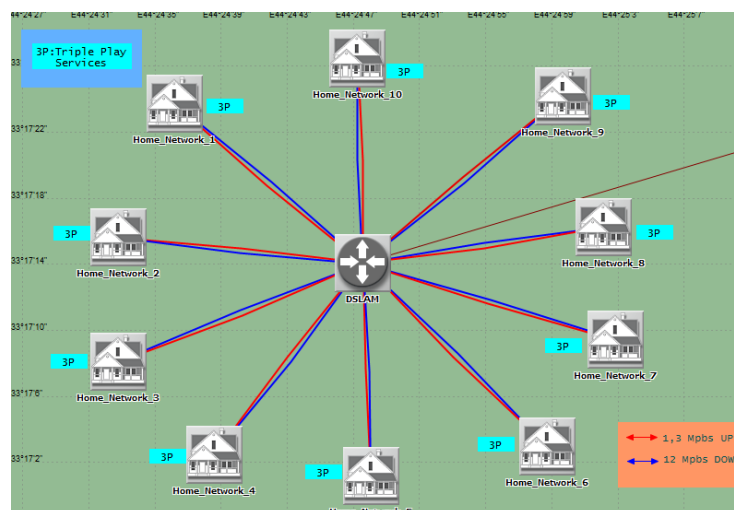 E44°24'27"
E44°24'31
E44°24'35
E44°24'39
E44°24'47
E44°24'51
E44°24'55
E44°24'59
E44°25'3
E44°25'7
3P:Triple Play
Services
33
3P
Home_Network_10
3P
Home_Network_1
3P
Home_Network_9
33°17'22"
33°17'18"
3P
Home_Network_2
3P
Home_Network_8
33°17'14"
DSLAM
33°17'10"
3P
Home_Network_3
3P
Home_Network_7
33°17'6"
1,3 Mpbs UP
12 Mpbs DOW
33°17'2"
3P
Home_Network_4
3P
3P
Home_Network_6